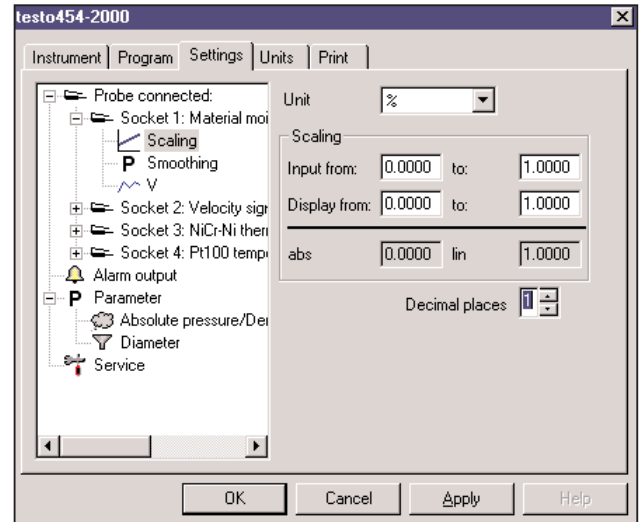 testo454-2000
Instrument Program Settings Units Print
Probe connected:
Socket 1: Material moi
Scaling
P Smoothing
V
Socket 2: Velocity sigr
Socket 3: NiCr-Ni ther
Socket 4: Pt100 temp
Alarm output
P Parameter
Absolute pressure/Der
Diameter
Service
Unit %
Scaling
Input from: 0.0000 to: 1.0000
Display from: 0.0000 to: 1.0000
abs 0.0000 lin 1.0000
Decimal places 1
OK Cancel Apply Help